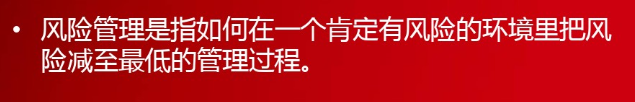 • 风险管理是指如何在一个肯定有风险的环境里把风
险减至最低的管理过程。